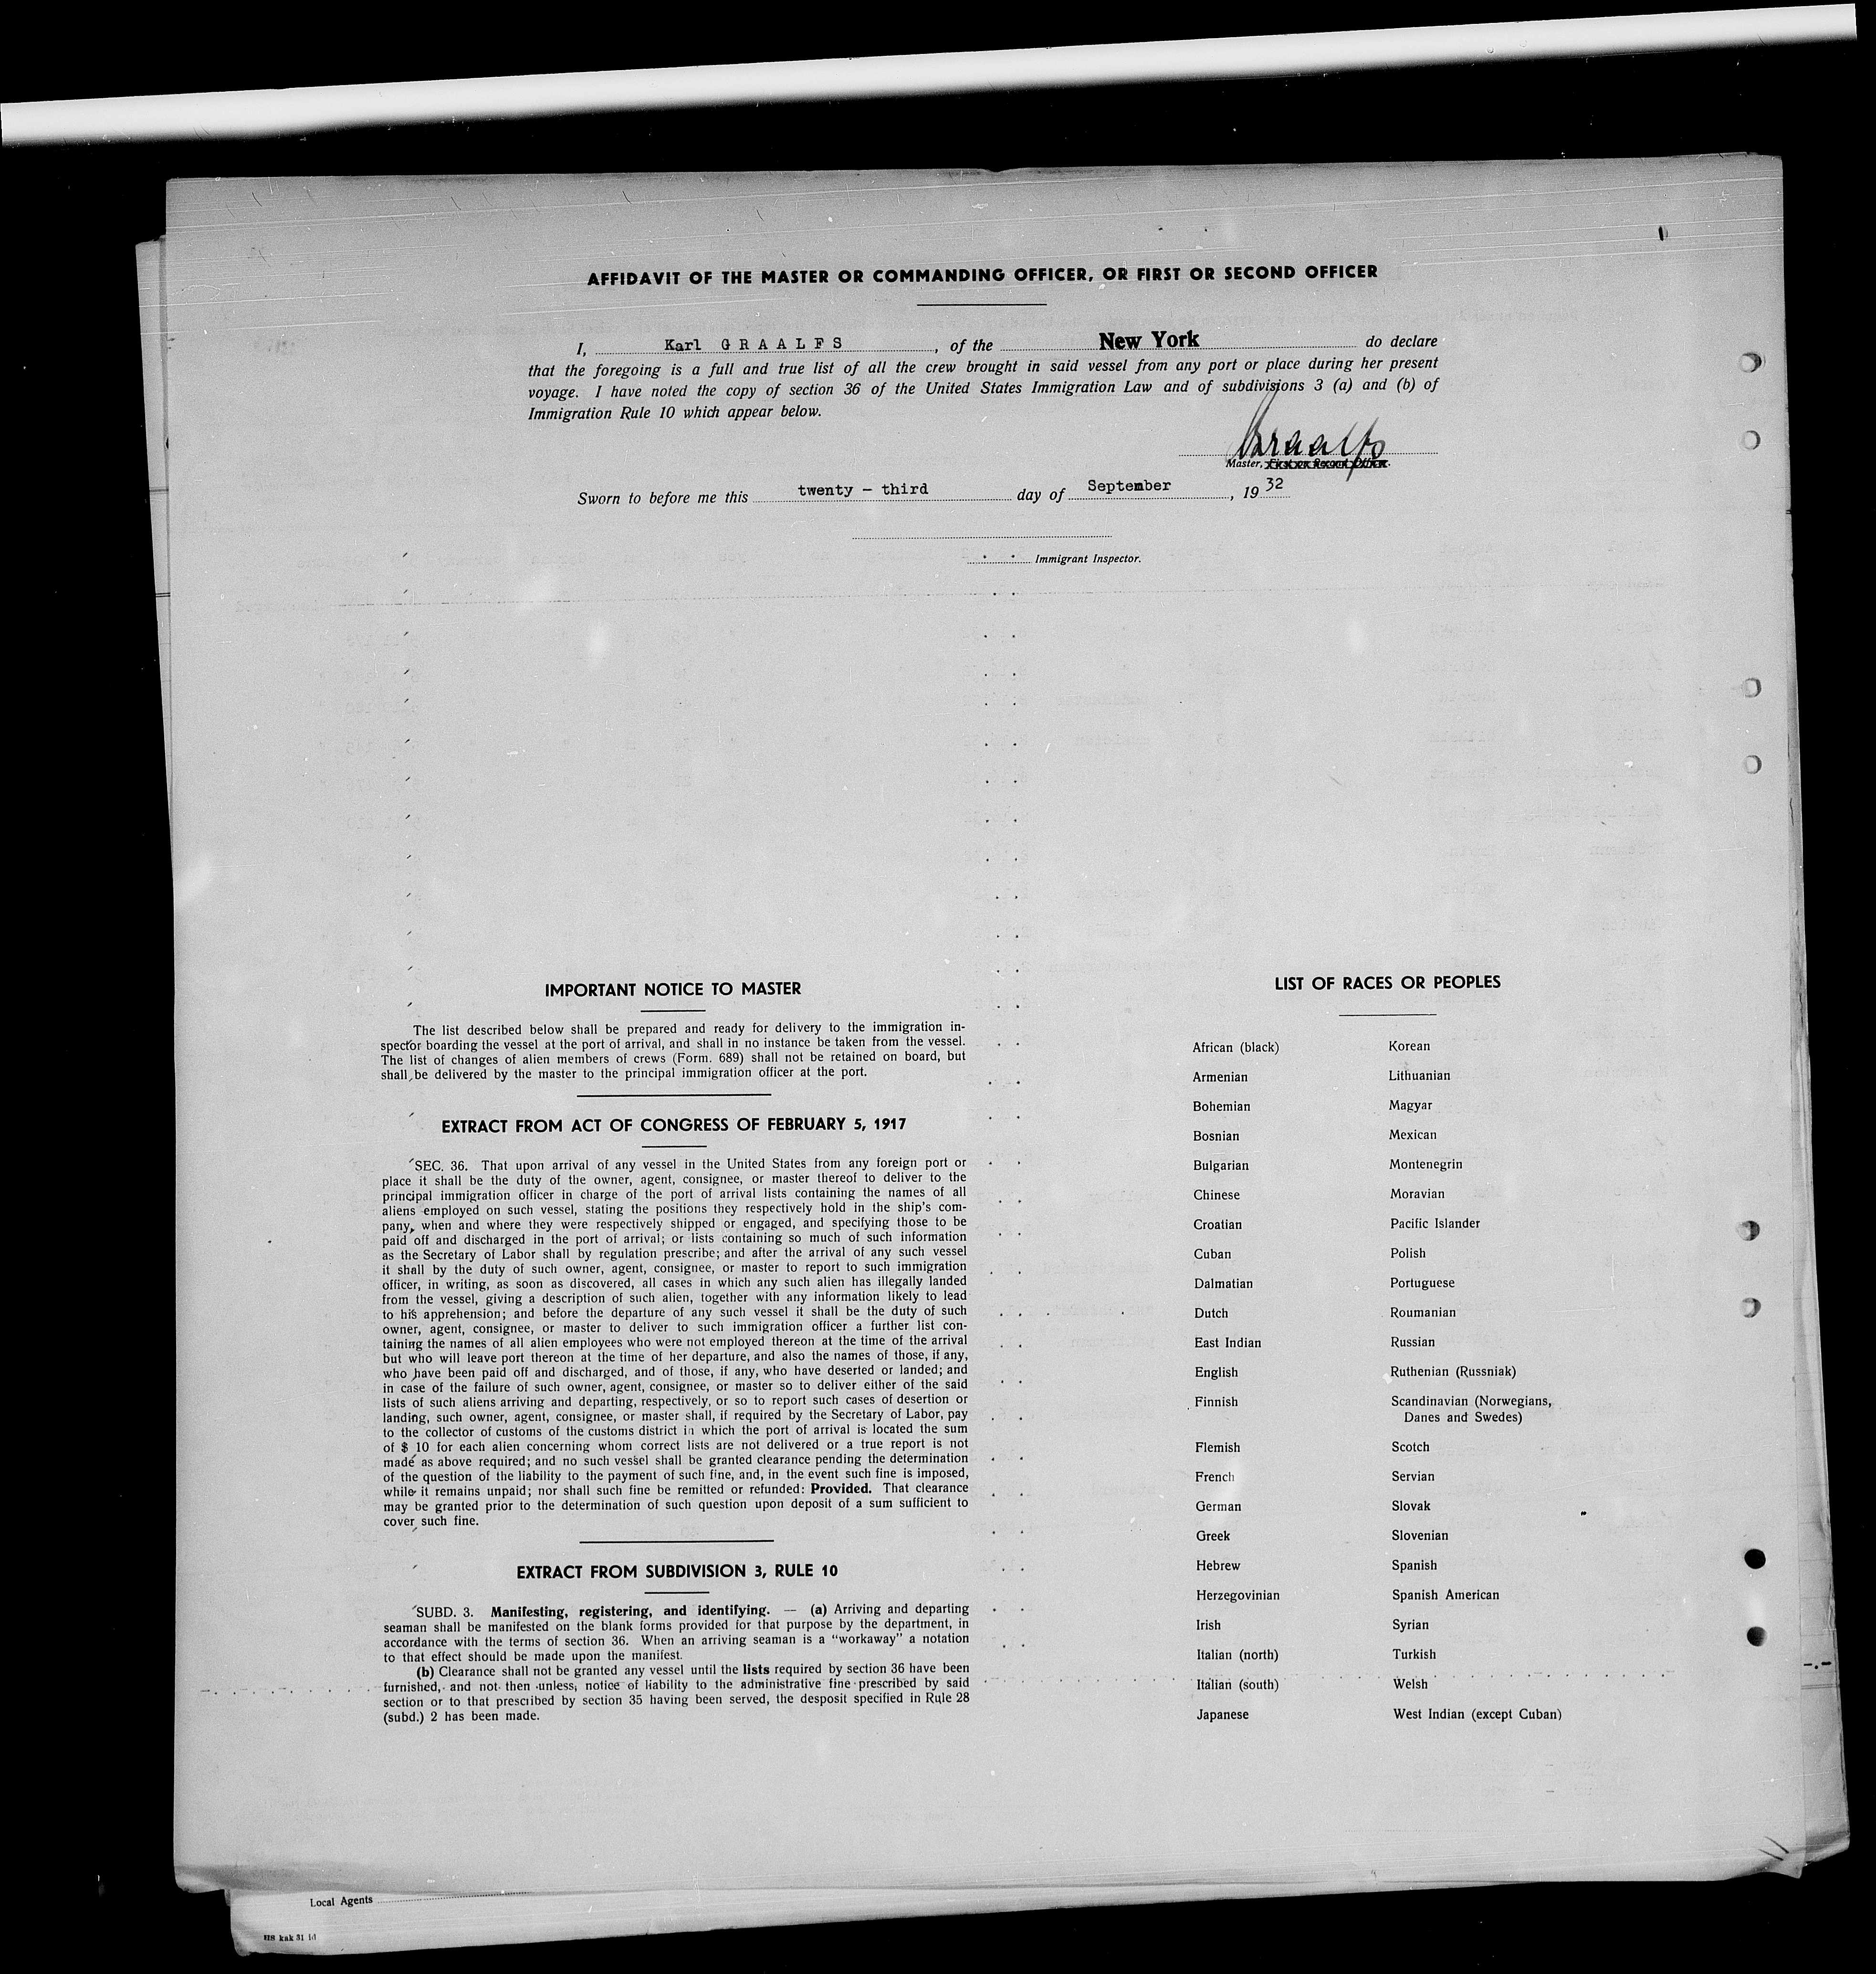 AFFIDAVIT OF THE MASTER OR COMMANDING OFFICER, OR FIRST OR SECOND OFFICER
I, Karl GRAALFS, of the New York do declare
that the foregoing is a full and true list of all the crew brought in said vessel from any port or place during her present
voyage. I have noted the copy of section 36 of the United States Immigration Law and of subdivisions 3 (a) and (b) of
Immigration Rule 10 which appear below.
Graalfs
Master, First or Second Officer.
Sworn to before me this twenty - third day of September, 19 32
Immigrant Inspector.
IMPORTANT NOTICE TO MASTER
The list described below shall be prepared and ready for delivery to the immigration in-
spector boarding the vessel at the port of arrival, and shall in no instance be taken from the vessel.
The list of changes of alien members of crews (Form. 689) shall not be retained on board, but
shall be delivered by the master to the principal immigration officer at the port.
EXTRACT FROM ACT OF CONGRESS OF FEBRUARY 5, 1917
SEC. 36. That upon arrival of any vessel in the United States from any foreign port or
place it shall be the duty of the owner, agent, consignee, or master thereof to deliver to the
principal immigration officer in charge of the port of arrival lists containing the names of all
aliens employed on such vessel, stating the positions they respectively hold in the ship's com-
pany, when and where they were respectively shipped or engaged, and specifying those to be
paid off and discharged in the port of arrival; or lists containing so much of such information
as the Secretary of Labor shall by regulation prescribe; and after the arrival of any such vessel
it shall by the duty of such owner, agent, consignee, or master to report to such immigration
officer, in writing, as soon as discovered, all cases in which any such alien has illegally landed
from the vessel, giving a description of such alien, together with any information likely to lead
to his apprehension; and before the departure of any such vessel it shall be the duty of such
owner, agent, consignee, or master to deliver to such immigration officer a further list con-
taining the names of all alien employees who were not employed thereon at the time of the arrival
but who will leave port thereon at the time of her departure, and also the names of those, if any,
who have been paid off and discharged, and of those, if any, who have deserted or landed; and
in case of the failure of such owner, agent, consignee, or master so to deliver either of the said
lists of such aliens arriving and departing, respectively, or so to report such cases of desertion or
landing, such owner, agent, consignee, or master shall, if required by the Secretary of Labor, pay
to the collector of customs of the customs district in which the port of arrival is located the sum
of $ 10 for each alien concerning whom correct lists are not delivered or a true report is not
made as above required; and no such vessel shall be granted clearance pending the determination
of the question of the liability to the payment of such fine, and, in the event such fine is imposed,
while it remains unpaid; nor shall such fine be remitted or refunded: Provided. That clearance
may be granted prior to the determination of such question upon deposit of a sum sufficient to
cover such fine.
EXTRACT FROM SUBDIVISION 3, RULE 10
SUBD. 3. Manifesting, registering, and identifying. — (a) Arriving and departing
seaman shall be manifested on the blank forms provided for that purpose by the department, in
accordance with the terms of section 36. When an arriving seaman is a "workaway" a notation
to that effect should be made upon the manifest.
(b) Clearance shall not be granted any vessel until the lists required by section 36 have been
furnished, and not then unless, notice of liability to the administrative fine prescribed by said
section or to that prescribed by section 35 having been served, the desposit specified in Rule 28
(subd.) 2 has been made.
LIST OF RACES OR PEOPLES
African (black)
Armenian
Bohemian
Bosnian
Bulgarian
Chinese
Croatian
Cuban
Dalmatian
Dutch
East Indian
English
Finnish
Flemish
French
German
Greek
Hebrew
Herzegovinian
Irish
Italian (north)
Italian (south)
Japanese
Korean
Lithuanian
Magyar
Mexican
Montenegrin
Moravian
Pacific Islander
Polish
Portuguese
Roumanian
Russian
Ruthenian (Russniak)
Scandinavian (Norwegians,
Danes and Swedes)
Scotch
Servian
Slovak
Slovenian
Spanish
Spanish American
Syrian
Turkish
Welsh
West Indian (except Cuban)
Local Agents
kak 31